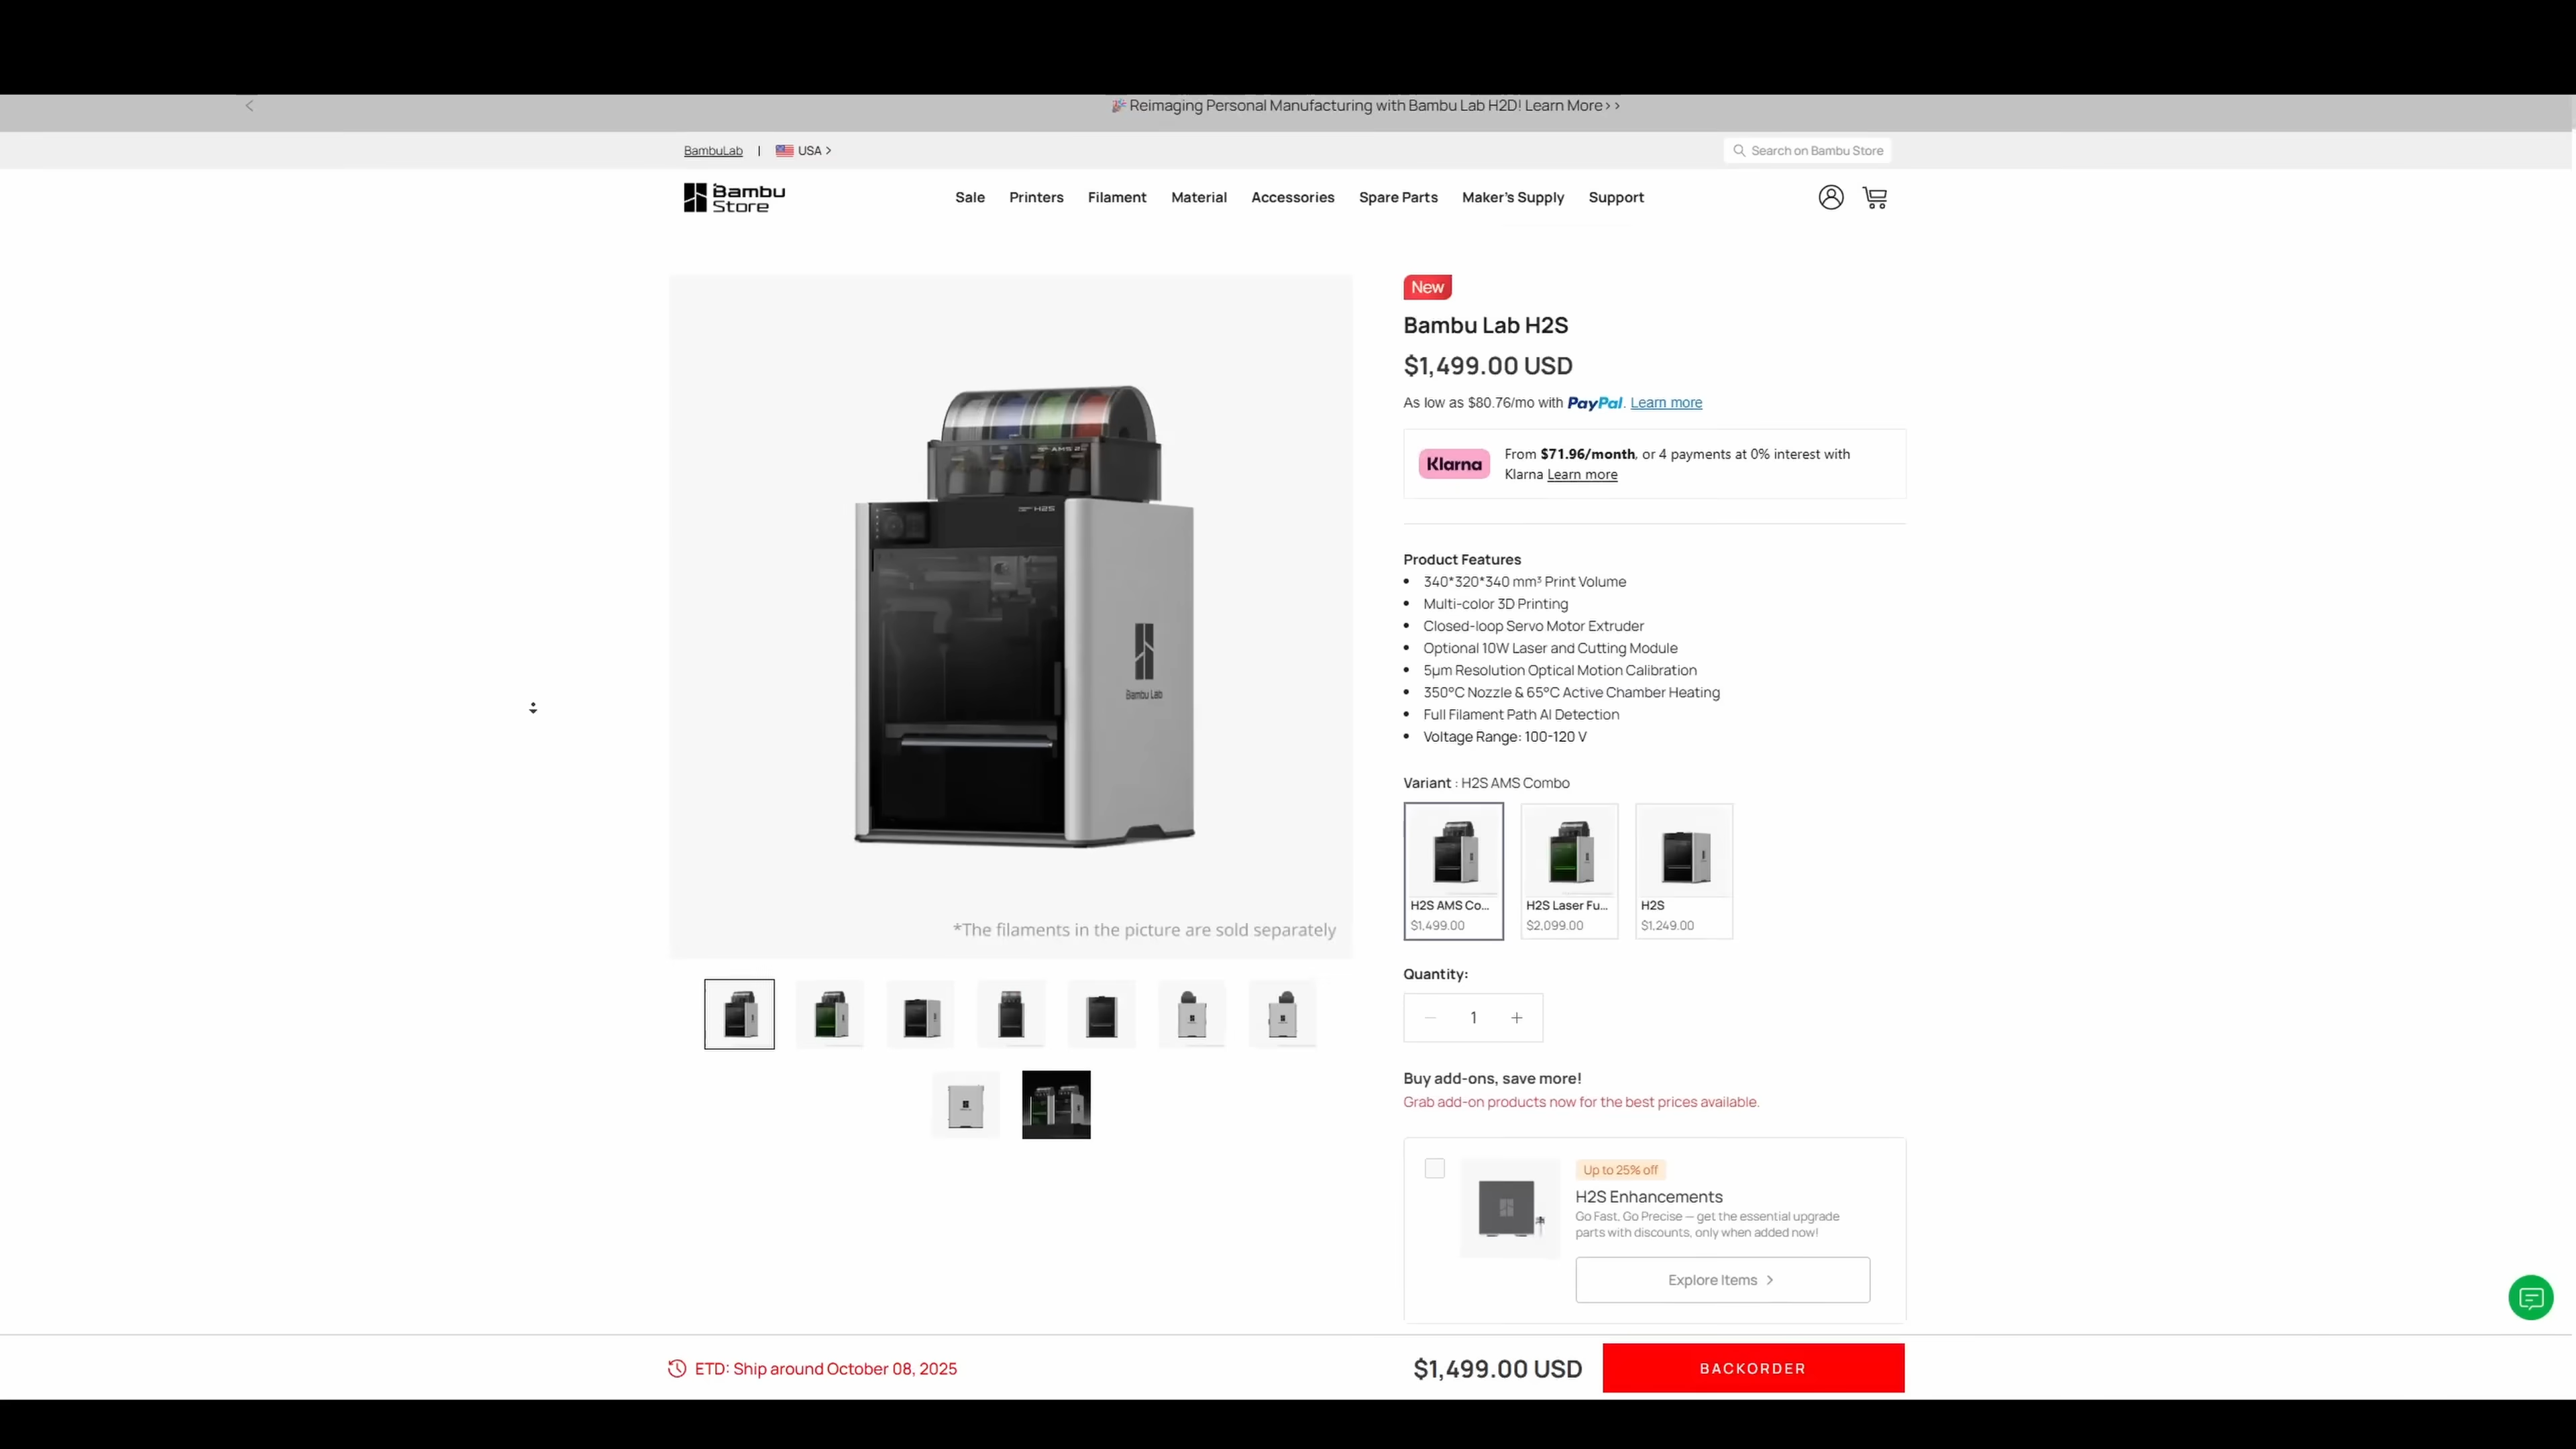 🎉 Reimaging Personal Manufacturing with Bambu Lab H2D! Learn More>>
BambuLab | USA >
Search on Bambu Store
Bambu Store
Sale Printers Filament Material Accessories Spare Parts Maker's Supply Support
New
Bambu Lab H2S
$1,499.00 USD
As low as $80.76/mo with PayPal. Learn more
Klarna
From $71.96/month, or 4 payments at 0% interest with
Klarna Learn more
Product Features
• 340*320*340 mm³ Print Volume
• Multi-color 3D Printing
• Closed-loop Servo Motor Extruder
• Optional 10W Laser and Cutting Module
• 5μm Resolution Optical Motion Calibration
• 350°C Nozzle & 65°C Active Chamber Heating
• Full Filament Path AI Detection
• Voltage Range: 100-120 V
AMS 2
H2S
Bambu Lab
*The filaments in the picture are sold separately
Variant : H2S AMS Combo
H2S AMS Co... H2S Laser Fu... H2S
$1,499.00 $2,099.00 $1,249.00
Quantity:
− 1 +
Buy add-ons, save more!
Grab add-on products now for the best prices available.
Up to 25% off
H2S Enhancements
Go Fast, Go Precise — get the essential upgrade
parts with discounts, only when added now!
Explore Items >
ETD: Ship around October 08, 2025
$1,499.00 USD
BACKORDER